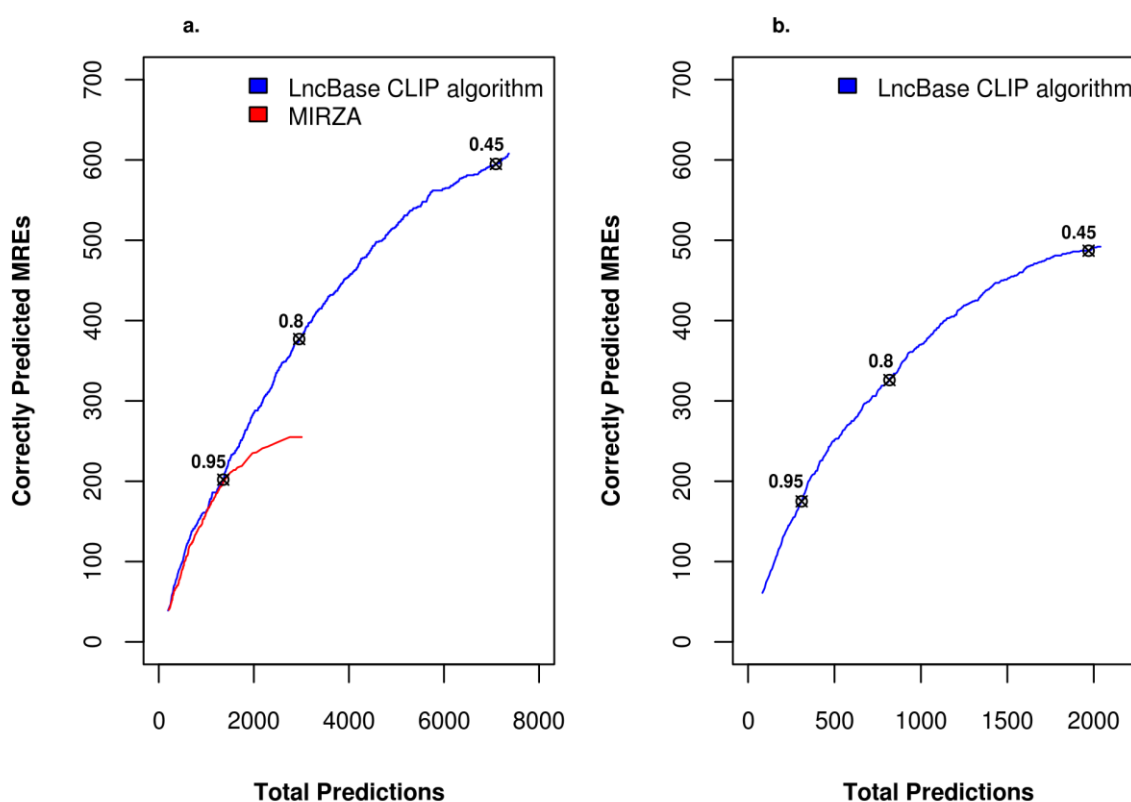 a.
LncBase CLIP algorithm
MIRZA
Correctly Predicted MREs
700
600
500
400
300
200
100
0
0.45
0.8
0.95
0 2000 4000 6000 8000
Total Predictions
b.
LncBase CLIP algorithm
Correctly Predicted MREs
700
600
500
400
300
200
100
0
0.45
0.8
0.95
0 500 1000 1500 2000
Total Predictions